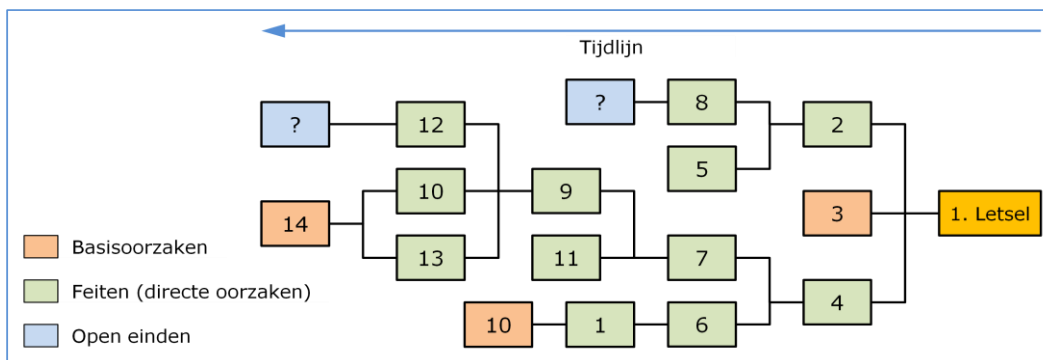 Tijdlijn
? 8 2
? 12
5
10 9
14 3 1. Letsel
13 11 7
4
10 1 6
Basisoorzaken
Feiten (directe oorzaken)
Open einden